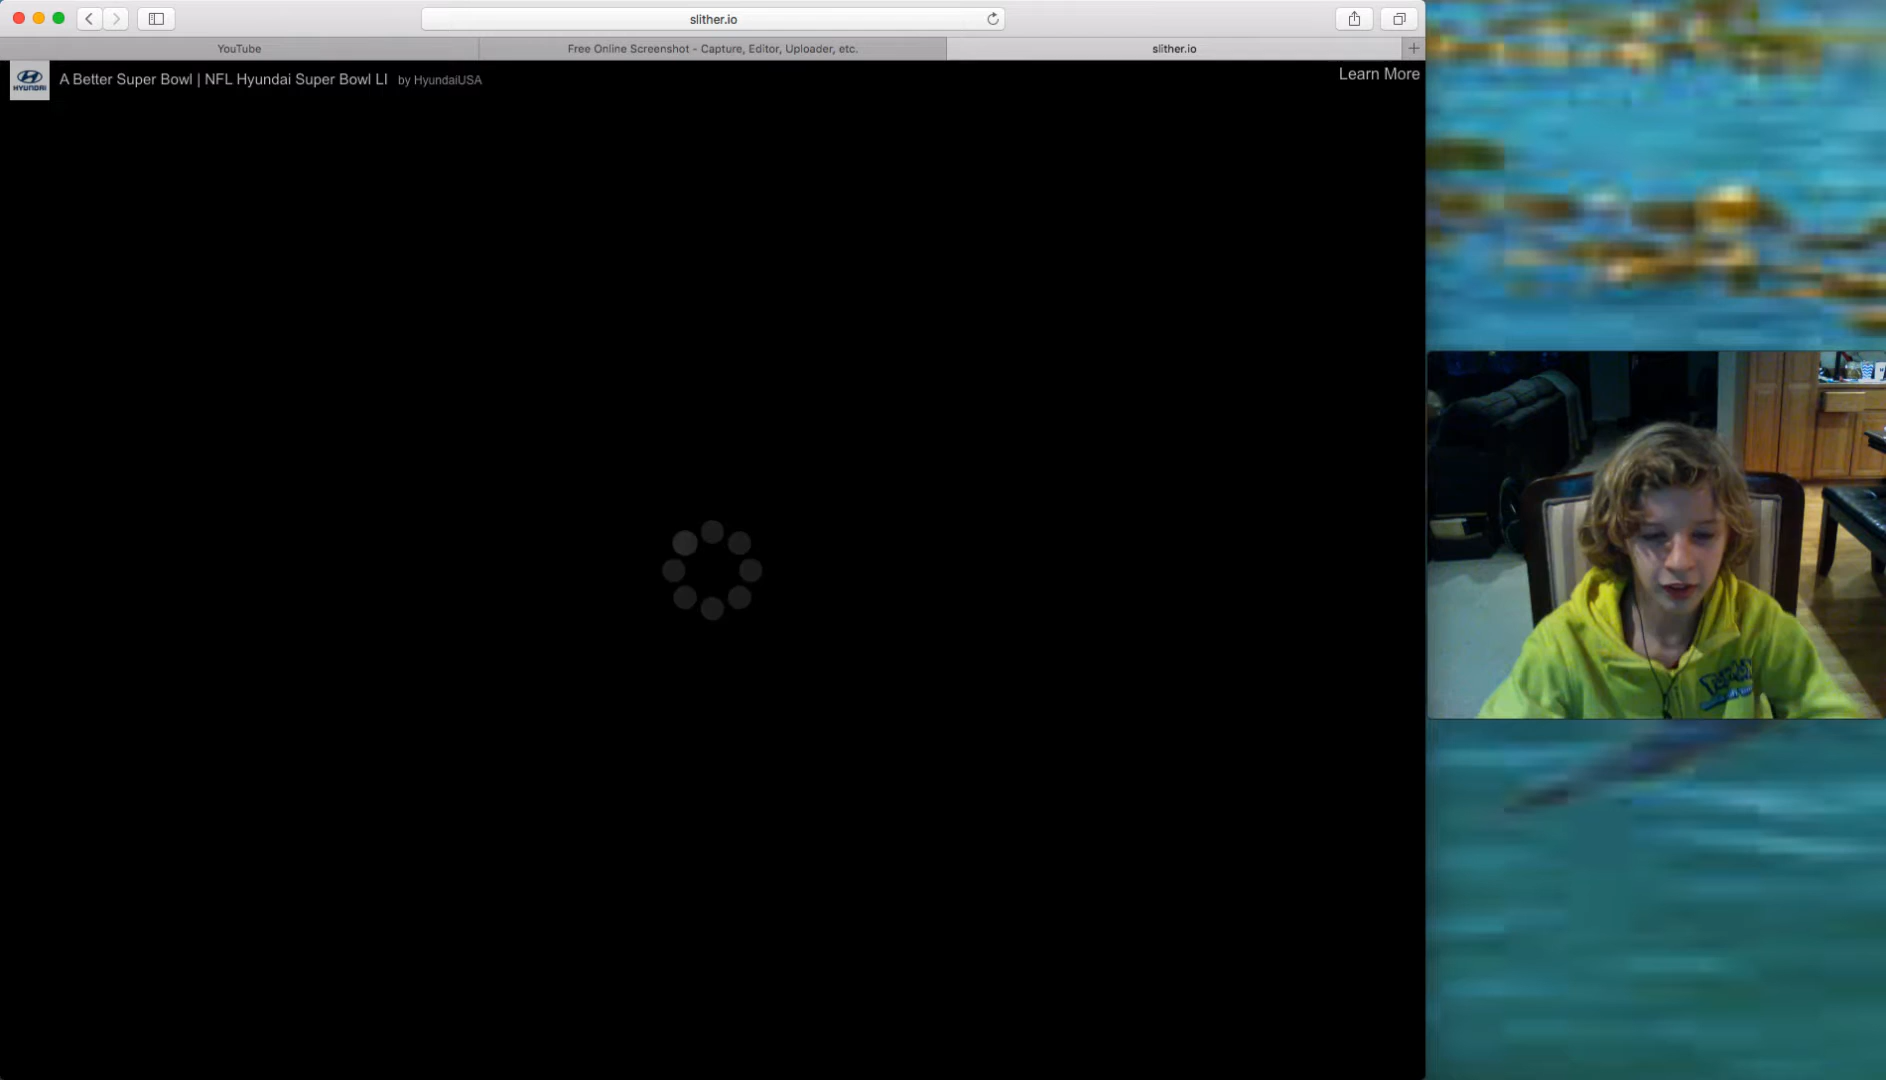 slither.io
YouTube
Free Online Screenshot - Capture, Editor, Uploader, etc.
slither.io
HYUNDAI
A Better Super Bowl | NFL Hyundai Super Bowl LI by HyundaiUSA
Learn More